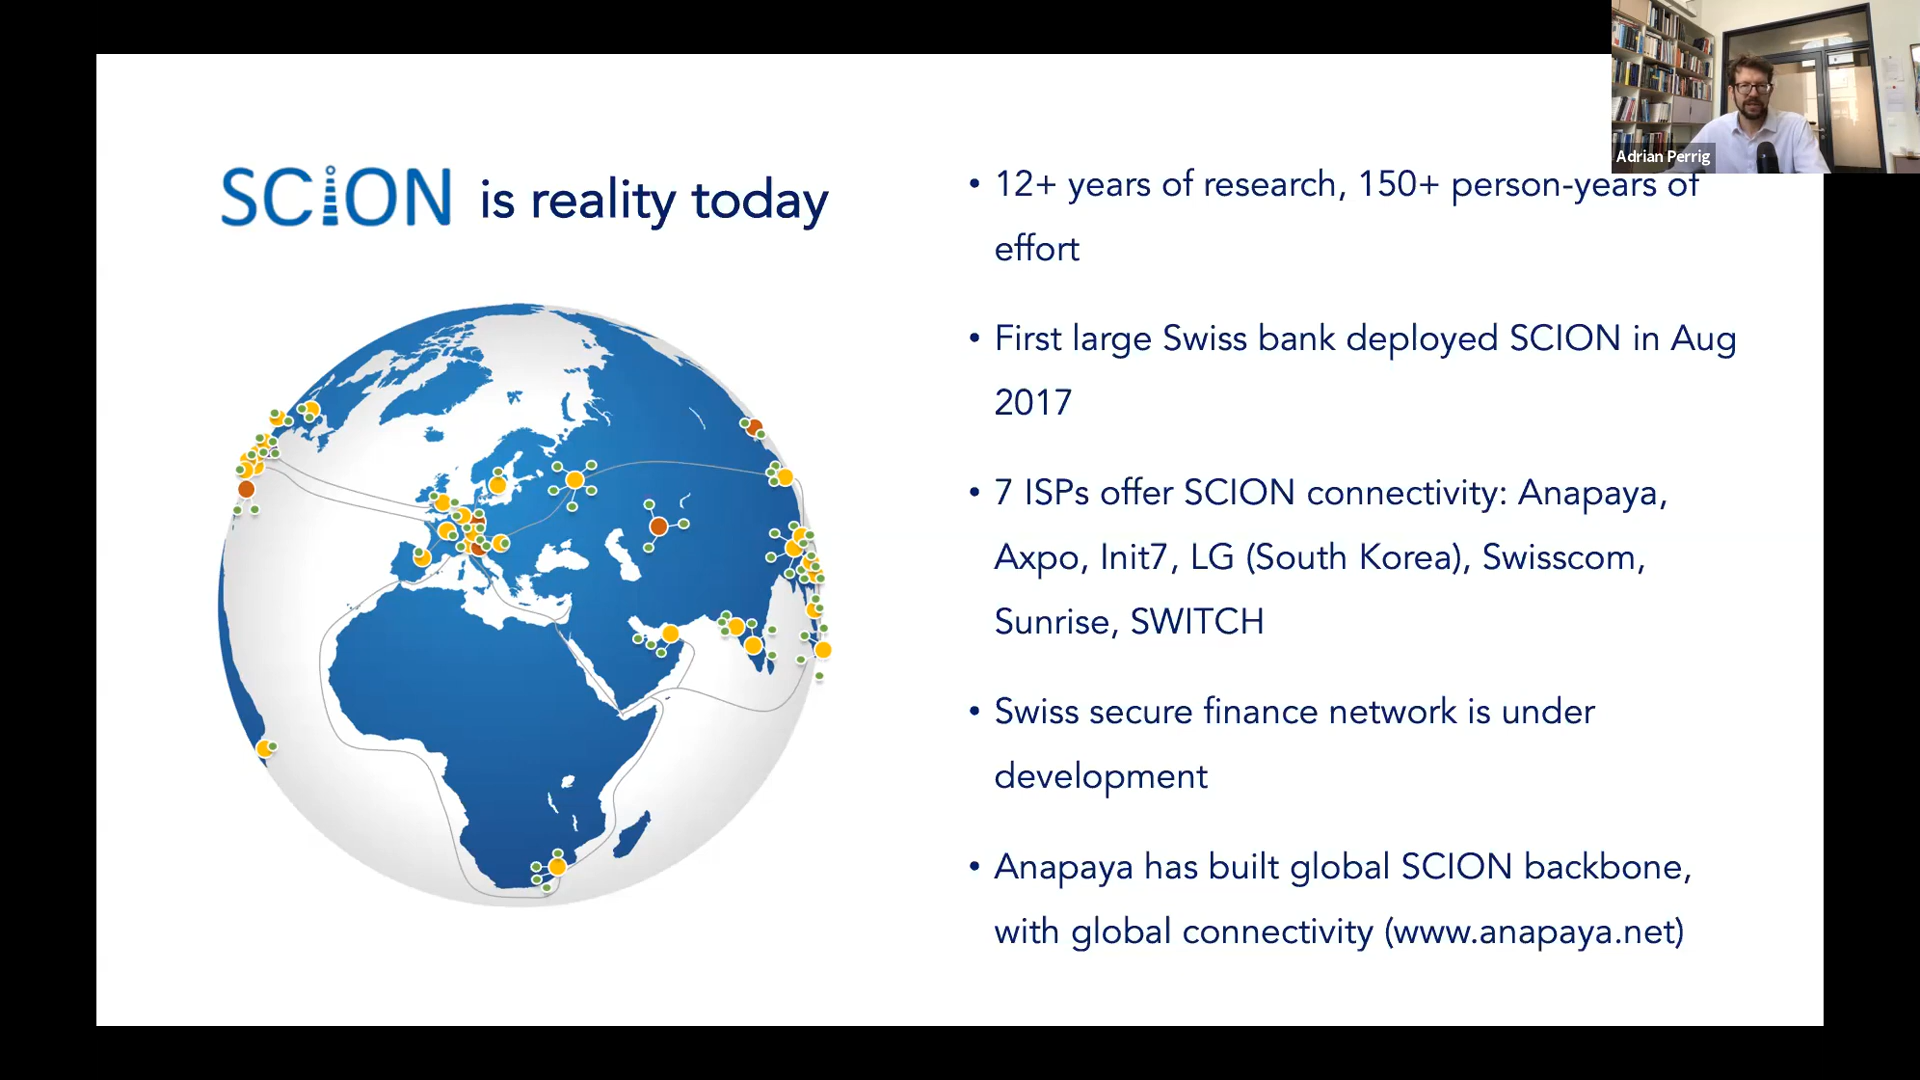 SCION is reality today
• 12+ years of research, 150+ person-years of
effort
• First large Swiss bank deployed SCION in Aug
2017
• 7 ISPs offer SCION connectivity: Anapaya,
Axpo, Init7, LG (South Korea), Swisscom,
Sunrise, SWITCH
• Swiss secure finance network is under
development
• Anapaya has built global SCION backbone,
with global connectivity (www.anapaya.net)
Adrian Perrig